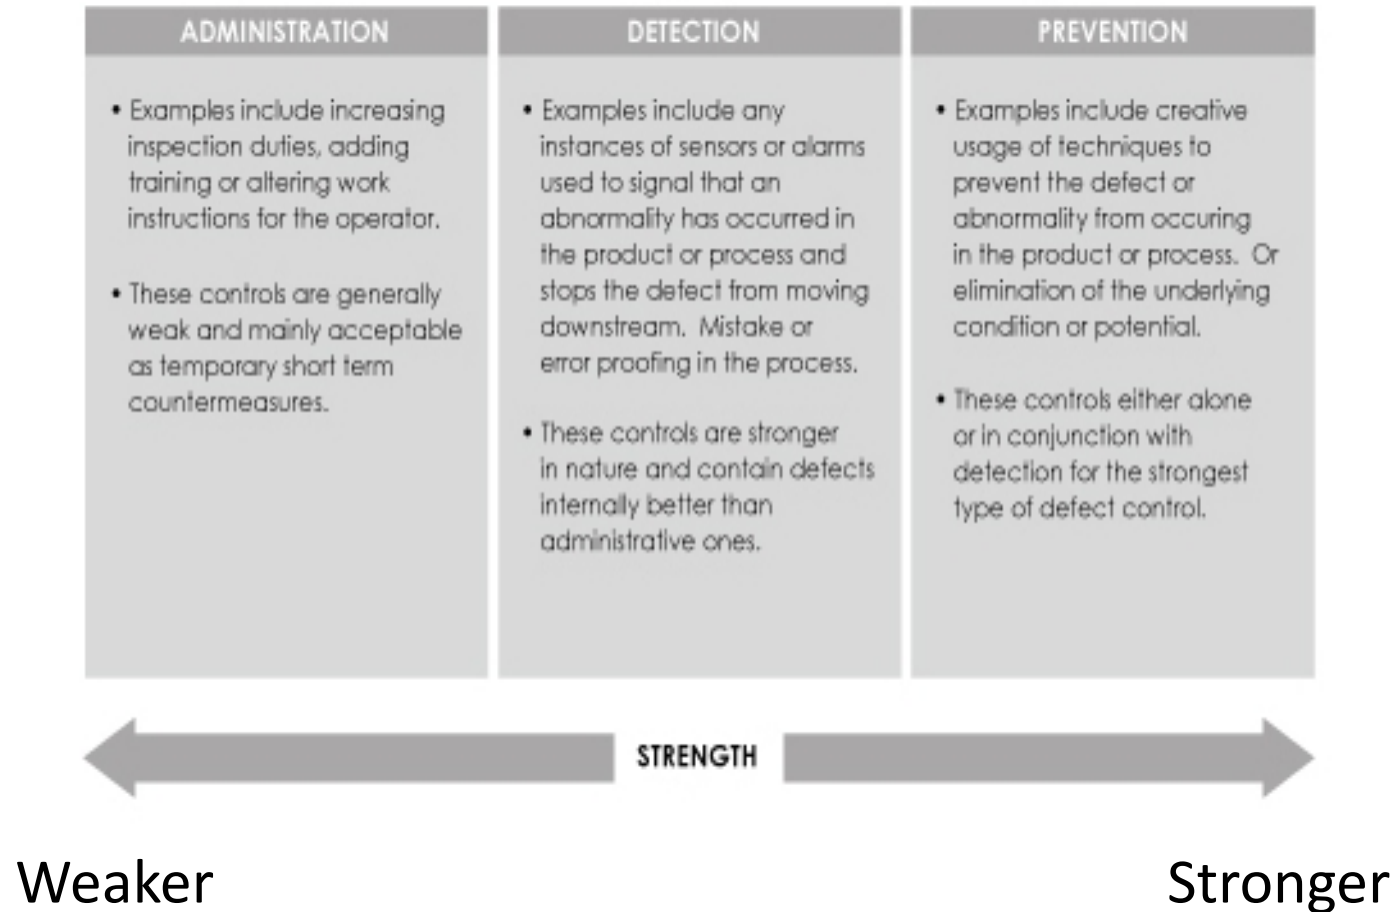 ADMINISTRATION
• Examples include increasing
inspection duties, adding
training or altering work
instructions for the operator.
• These controls are generally
weak and mainly acceptable
as temporary short term
countermeasures.
DETECTION
• Examples include any
instances of sensors or alarms
used to signal that an
abnormality has occurred in
the product or process and
stops the defect from moving
downstream.  Mistake or
error proofing in the process.
• These controls are stronger
in nature and contain defects
internally better than
administrative ones.
PREVENTION
• Examples include creative
usage of techniques to
prevent the defect or
abnormality from occuring
in the product or process.  Or
elimination of the underlying
condition or potential.
• These controls either alone
or in conjunction with
detection for the strongest
type of defect control.
STRENGTH
Weaker
Stronger